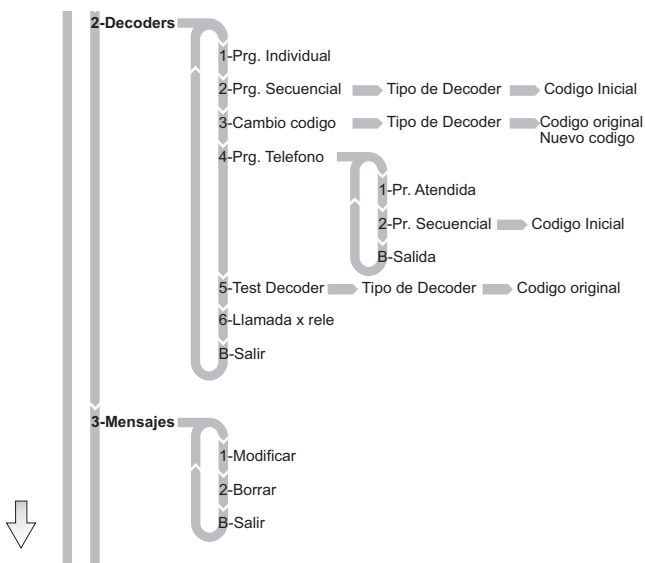 2-Decoders
1-Prg. Individual
2-Prg. Secuencial Tipo de Decoder Codigo Inicial
3-Cambio codigo Tipo de Decoder Codigo original
Nuevo codigo
4-Prg. Telefono
1-Pr. Atendida
2-Pr. Secuencial Codigo Inicial
B-Salida
5-Test Decoder Tipo de Decoder Codigo original
6-Llamada x rele
B-Salir
3-Mensajes
1-Modificar
2-Borrar
B-Salir